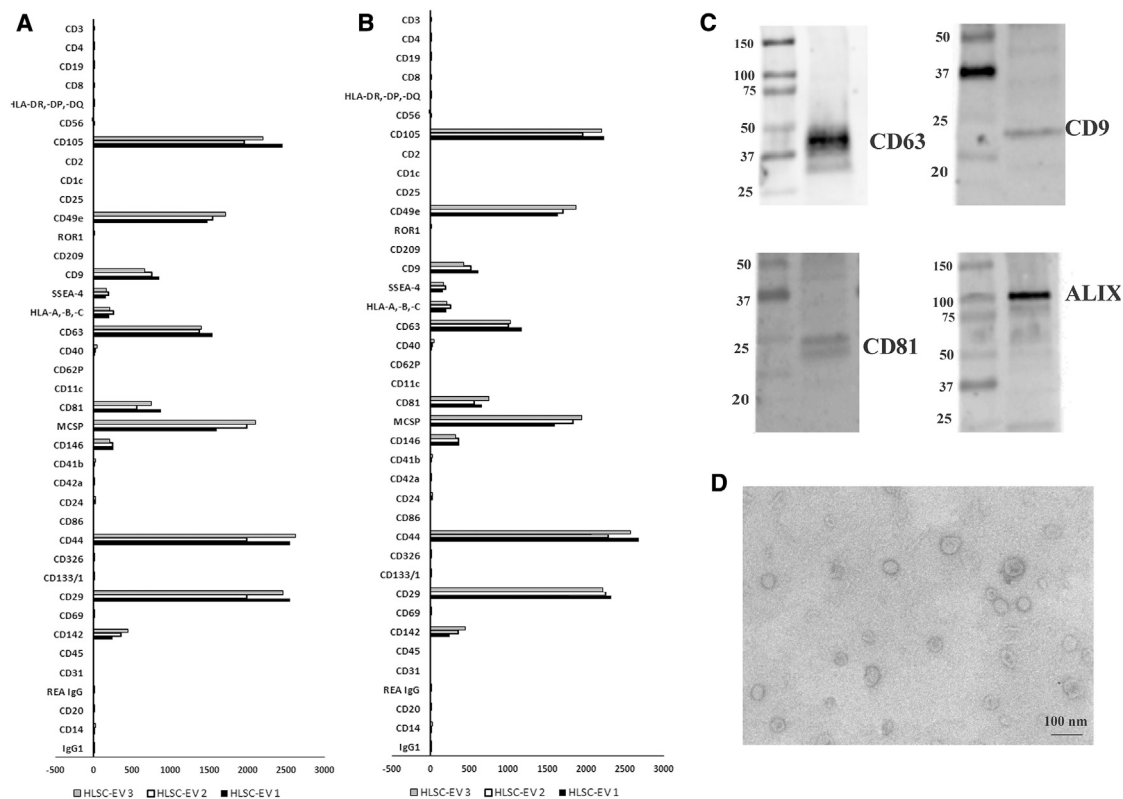 A
CD3
CD4
CD19
CD8
HLA-DR,-DP,-DQ
CD56
CD105
CD2
CD1c
CD25
CD49e
ROR1
CD209
CD9
SSEA-4
HLA-A,-B,-C
CD63
CD40
CD62P
CD11c
CD81
MCSP
CD146
CD41b
CD42a
CD24
CD86
CD44
CD326
CD133/1
CD29
CD69
CD142
CD45
CD31
REA IgG
CD20
CD14
IgG1
-500 0 500 1000 1500 2000 2500 3000
HLSC-EV 3 HLSC-EV 2 HLSC-EV 1
B
CD3
CD4
CD19
CD8
HLA-DR,-DP,-DQ
CD56
CD105
CD2
CD1c
CD25
CD49e
ROR1
CD209
CD9
SSEA-4
HLA-A,-B,-C
CD63
CD40
CD62P
CD11c
CD81
MCSP
CD146
CD41b
CD42a
CD24
CD86
CD44
CD326
CD133/1
CD29
CD69
CD142
CD45
CD31
REA IgG
CD20
CD14
IgG1
-500 0 500 1000 1500 2000 2500 3000
HLSC-EV 3 HLSC-EV 2 HLSC-EV 1
C
150
100
75
50
37
25
CD63
50
37
25
20
CD9
50
37
25
20
CD81
150
100
75
50
37
25
ALIX
D
100 nm